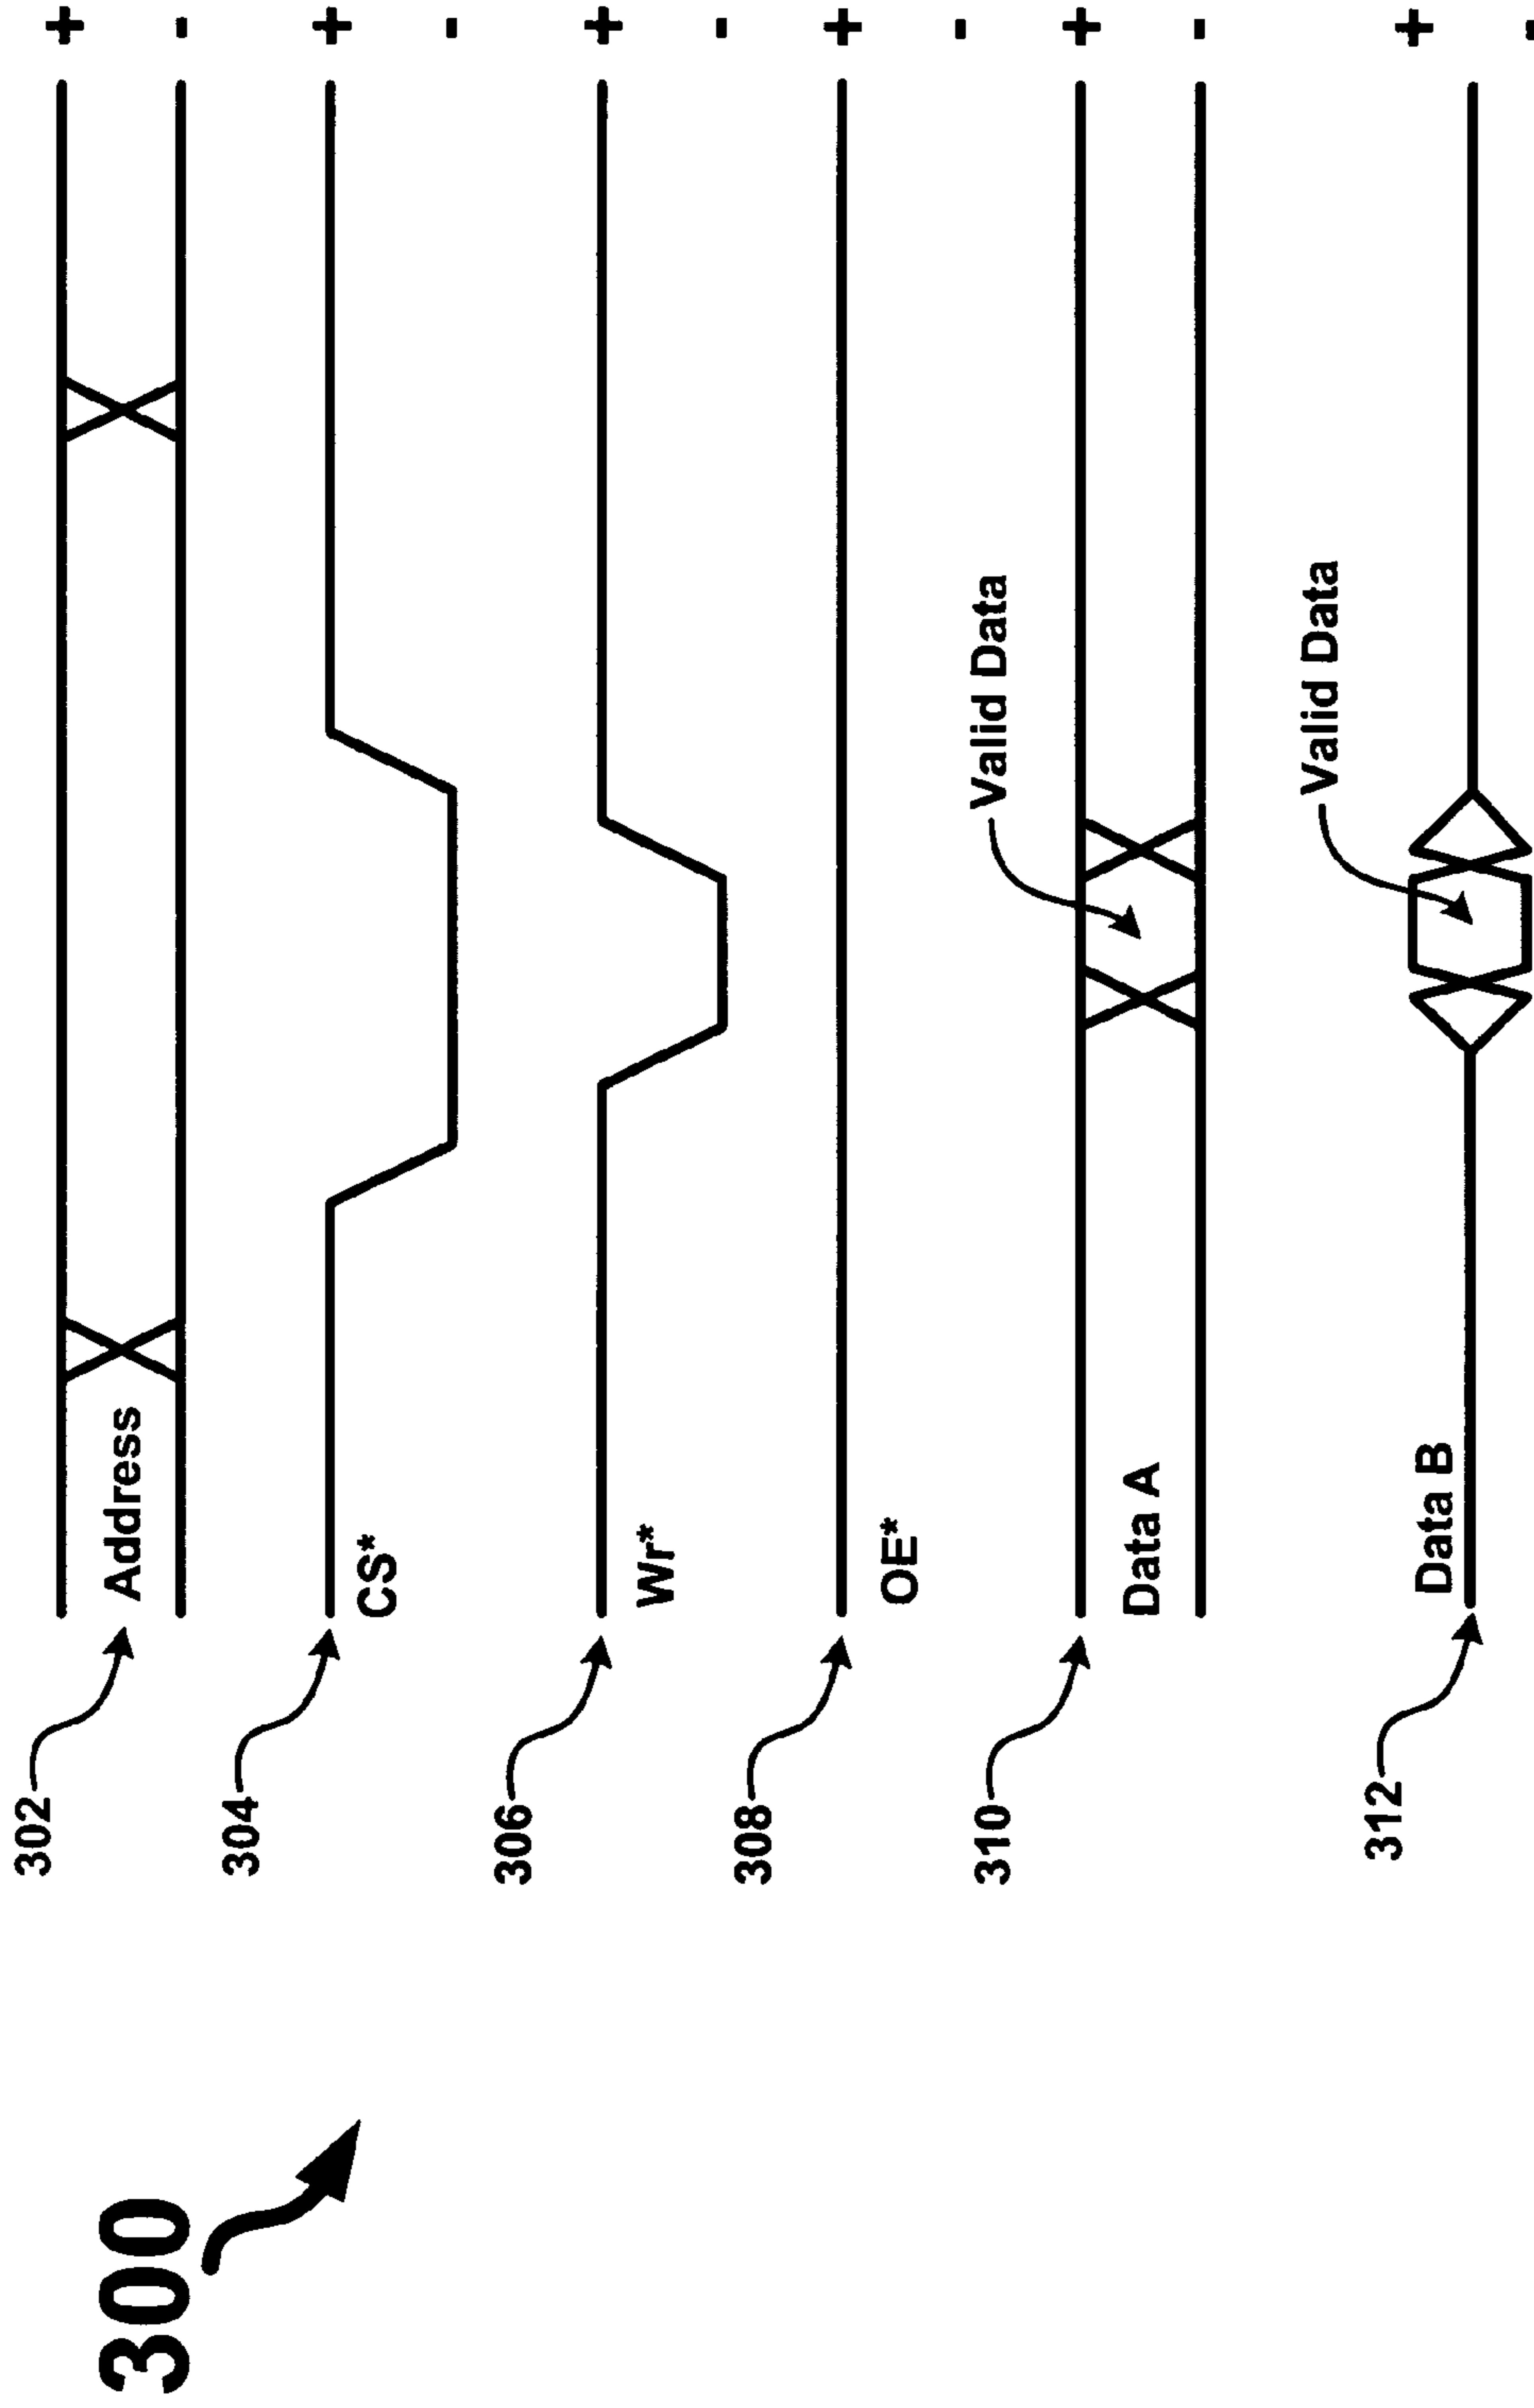 300
302
Address
+
-
304
CS*
+
-
306
Wr*
+
-
308
OE*
+
-
310
Data A
Valid Data
+
-
312
Data B
Valid Data
+
-